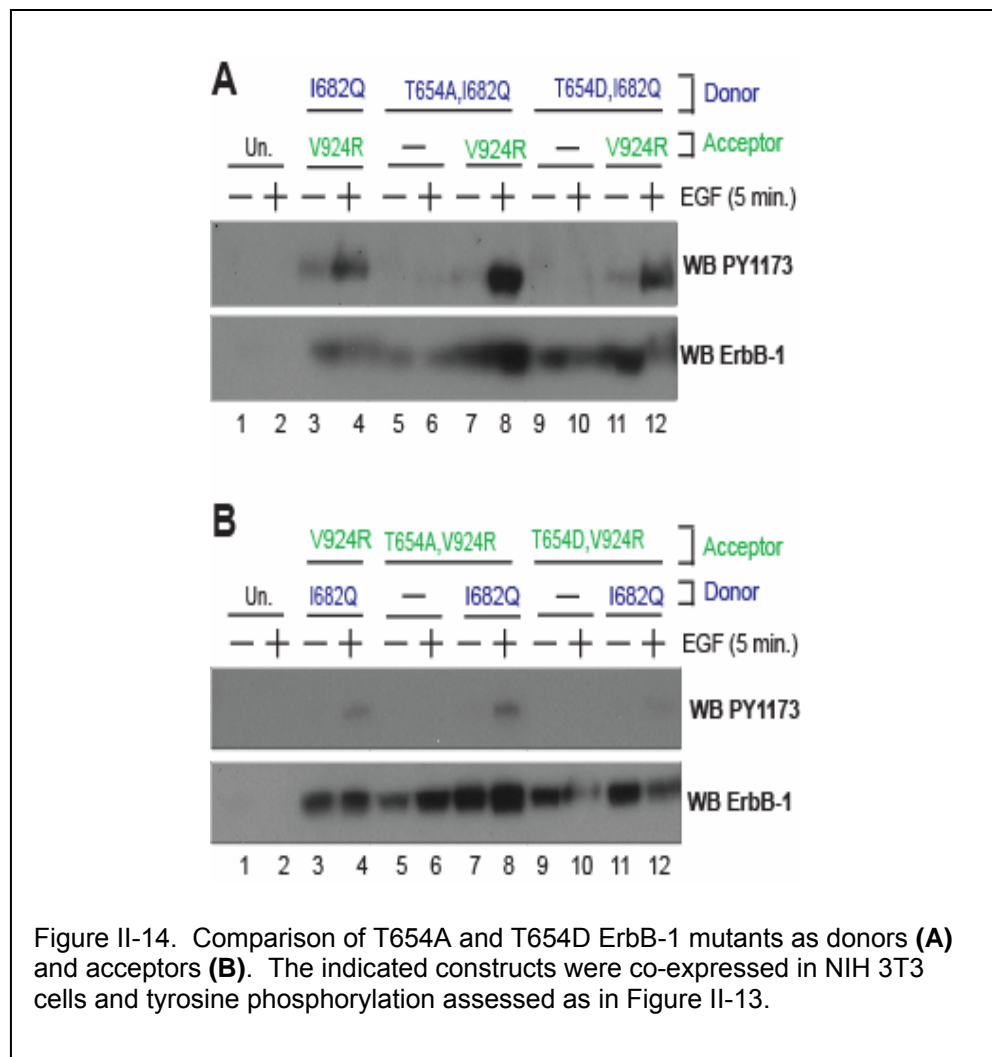 A
I682Q T654A,I682Q T654D,I682Q ] Donor
Un. V924R — V924R — V924R ] Acceptor
− + − + − + − + − + − + EGF (5 min.)
WB PY1173
WB ErbB-1
1 2 3 4 5 6 7 8 9 10 11 12
B
V924R T654A,V924R T654D,V924R ] Acceptor
Un. I682Q — I682Q — I682Q ] Donor
− + − + − + − + − + − + EGF (5 min.)
WB PY1173
WB ErbB-1
1 2 3 4 5 6 7 8 9 10 11 12
Figure II-14. Comparison of T654A and T654D ErbB-1 mutants as donors (A)
and acceptors (B). The indicated constructs were co-expressed in NIH 3T3
cells and tyrosine phosphorylation assessed as in Figure II-13.